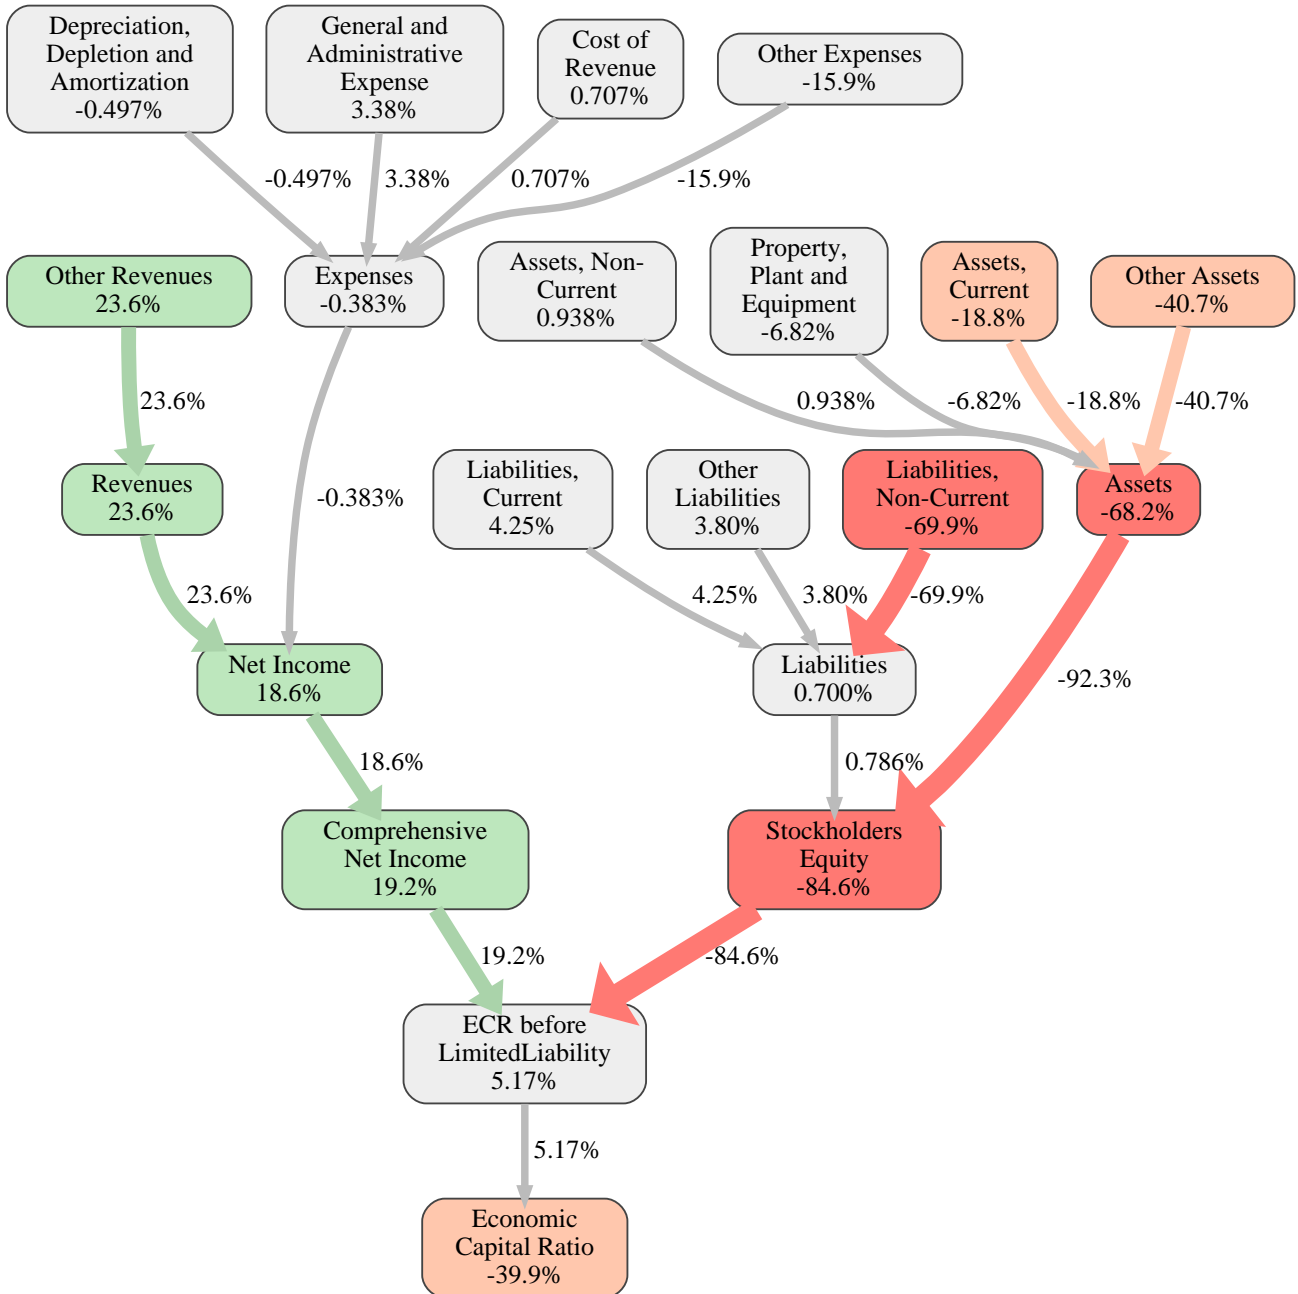 Depreciation,
Depletion and
Amortization
-0.497%
General and
Administrative
Expense
3.38%
Cost of
Revenue
0.707%
Other Expenses
-15.9%
-0.497%
3.38%
0.707%
-15.9%
Other Revenues
23.6%
Expenses
-0.383%
Assets, Non-
Current
0.938%
Property,
Plant and
Equipment
-6.82%
Assets,
Current
-18.8%
Other Assets
-40.7%
23.6%
0.938%
-6.82%
-18.8%
-40.7%
Revenues
23.6%
-0.383%
Liabilities,
Current
4.25%
Other
Liabilities
3.80%
Liabilities,
Non-Current
-69.9%
Assets
-68.2%
23.6%
4.25%
3.80%
-69.9%
Net Income
18.6%
Liabilities
0.700%
-92.3%
18.6%
0.786%
Comprehensive
Net Income
19.2%
Stockholders
Equity
-84.6%
19.2%
-84.6%
ECR before
LimitedLiability
5.17%
5.17%
Economic
Capital Ratio
-39.9%